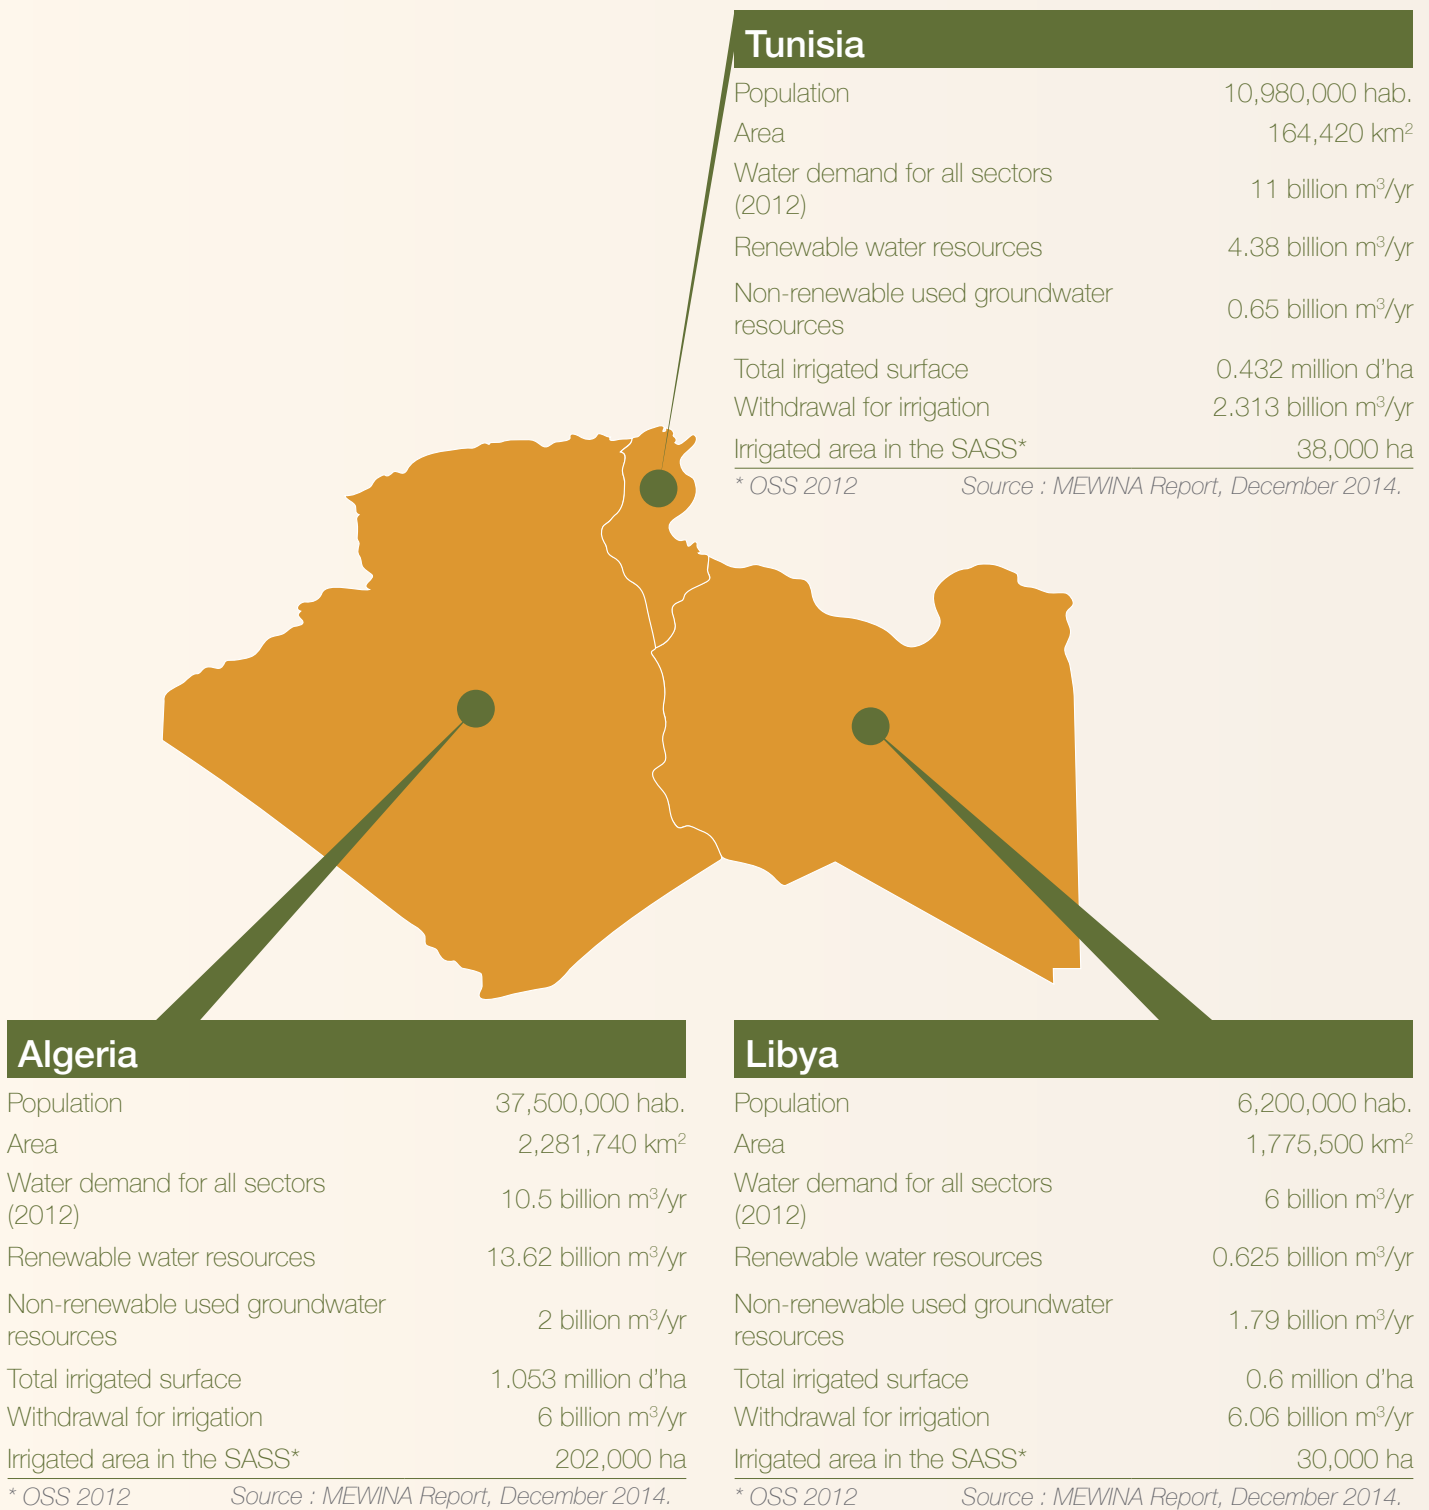 Tunisia
Population 10,980,000 hab.
Area 164,420 km²
Water demand for all sectors
(2012) 11 billion m³/yr
Renewable water resources 4.38 billion m³/yr
Non-renewable used groundwater
resources 0.65 billion m³/yr
Total irrigated surface 0.432 million d'ha
Withdrawal for irrigation 2.313 billion m³/yr
Irrigated area in the SASS* 38,000 ha
* OSS 2012 Source : MEWINA Report, December 2014.
Algeria
Population 37,500,000 hab.
Area 2,281,740 km²
Water demand for all sectors
(2012) 10.5 billion m³/yr
Renewable water resources 13.62 billion m³/yr
Non-renewable used groundwater
resources 2 billion m³/yr
Total irrigated surface 1.053 million d'ha
Withdrawal for irrigation 6 billion m³/yr
Irrigated area in the SASS* 202,000 ha
* OSS 2012 Source : MEWINA Report, December 2014.
Libya
Population 6,200,000 hab.
Area 1,775,500 km²
Water demand for all sectors
(2012) 6 billion m³/yr
Renewable water resources 0.625 billion m³/yr
Non-renewable used groundwater
resources 1.79 billion m³/yr
Total irrigated surface 0.6 million d'ha
Withdrawal for irrigation 6.06 billion m³/yr
Irrigated area in the SASS* 30,000 ha
* OSS 2012 Source : MEWINA Report, December 2014.